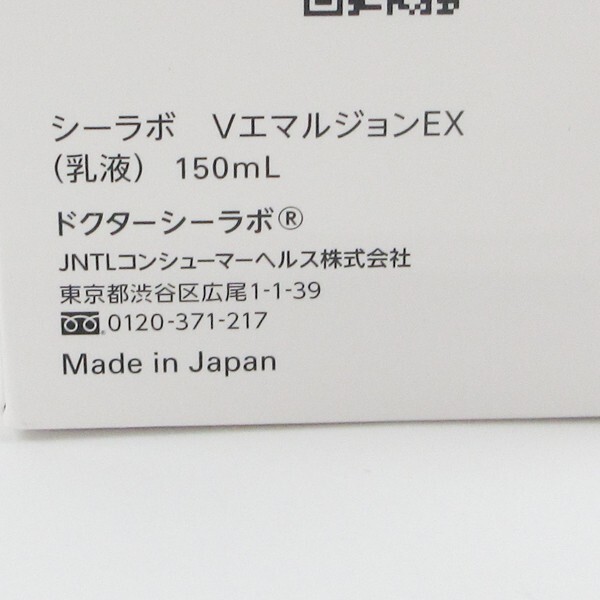 シーラボ　VエマルジョンEX
（乳液） 150mL
ドクターシーラボ®
JNTLコンシューマーヘルス株式会社
東京都渋谷区広尾1-1-39
0120-371-217
Made in Japan